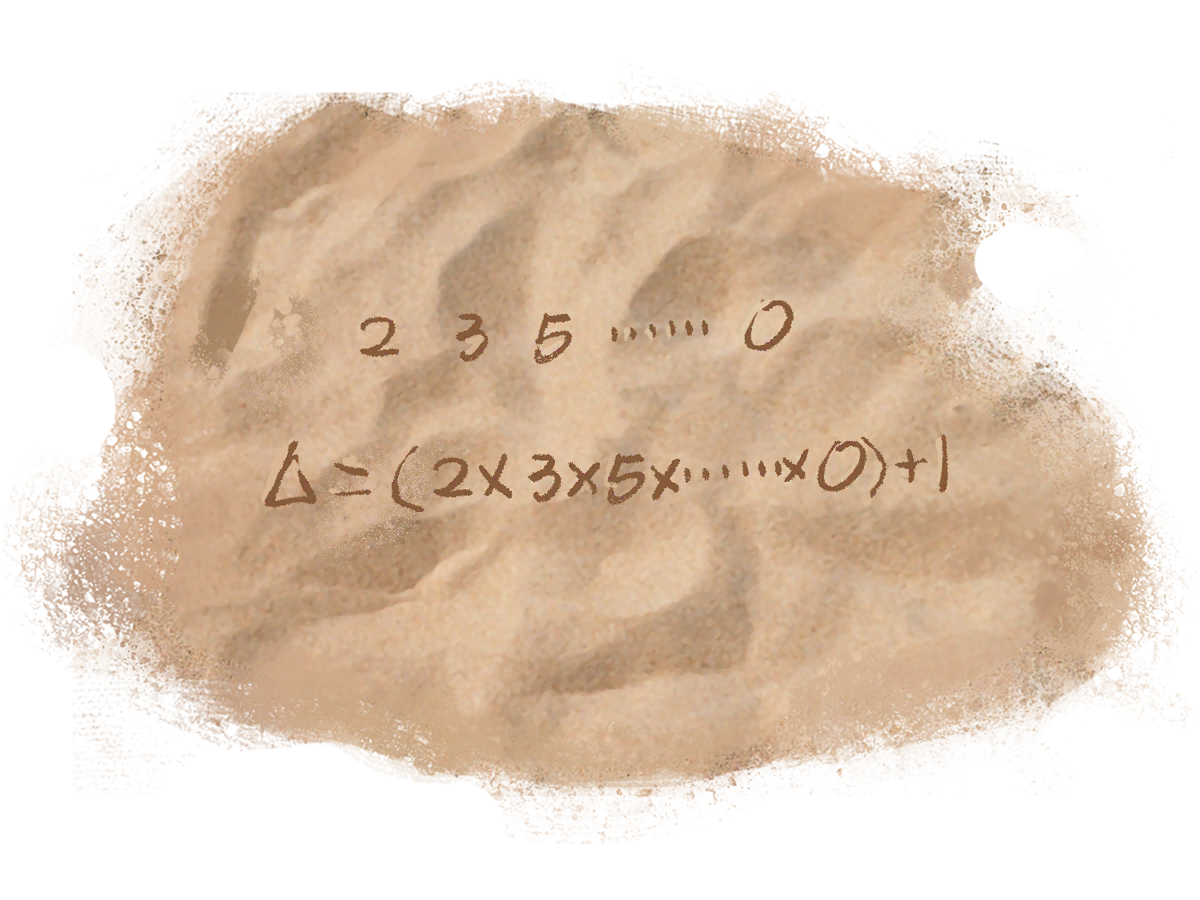 2 3 5 ...... O
Δ = (2×3×5×......×O)+1